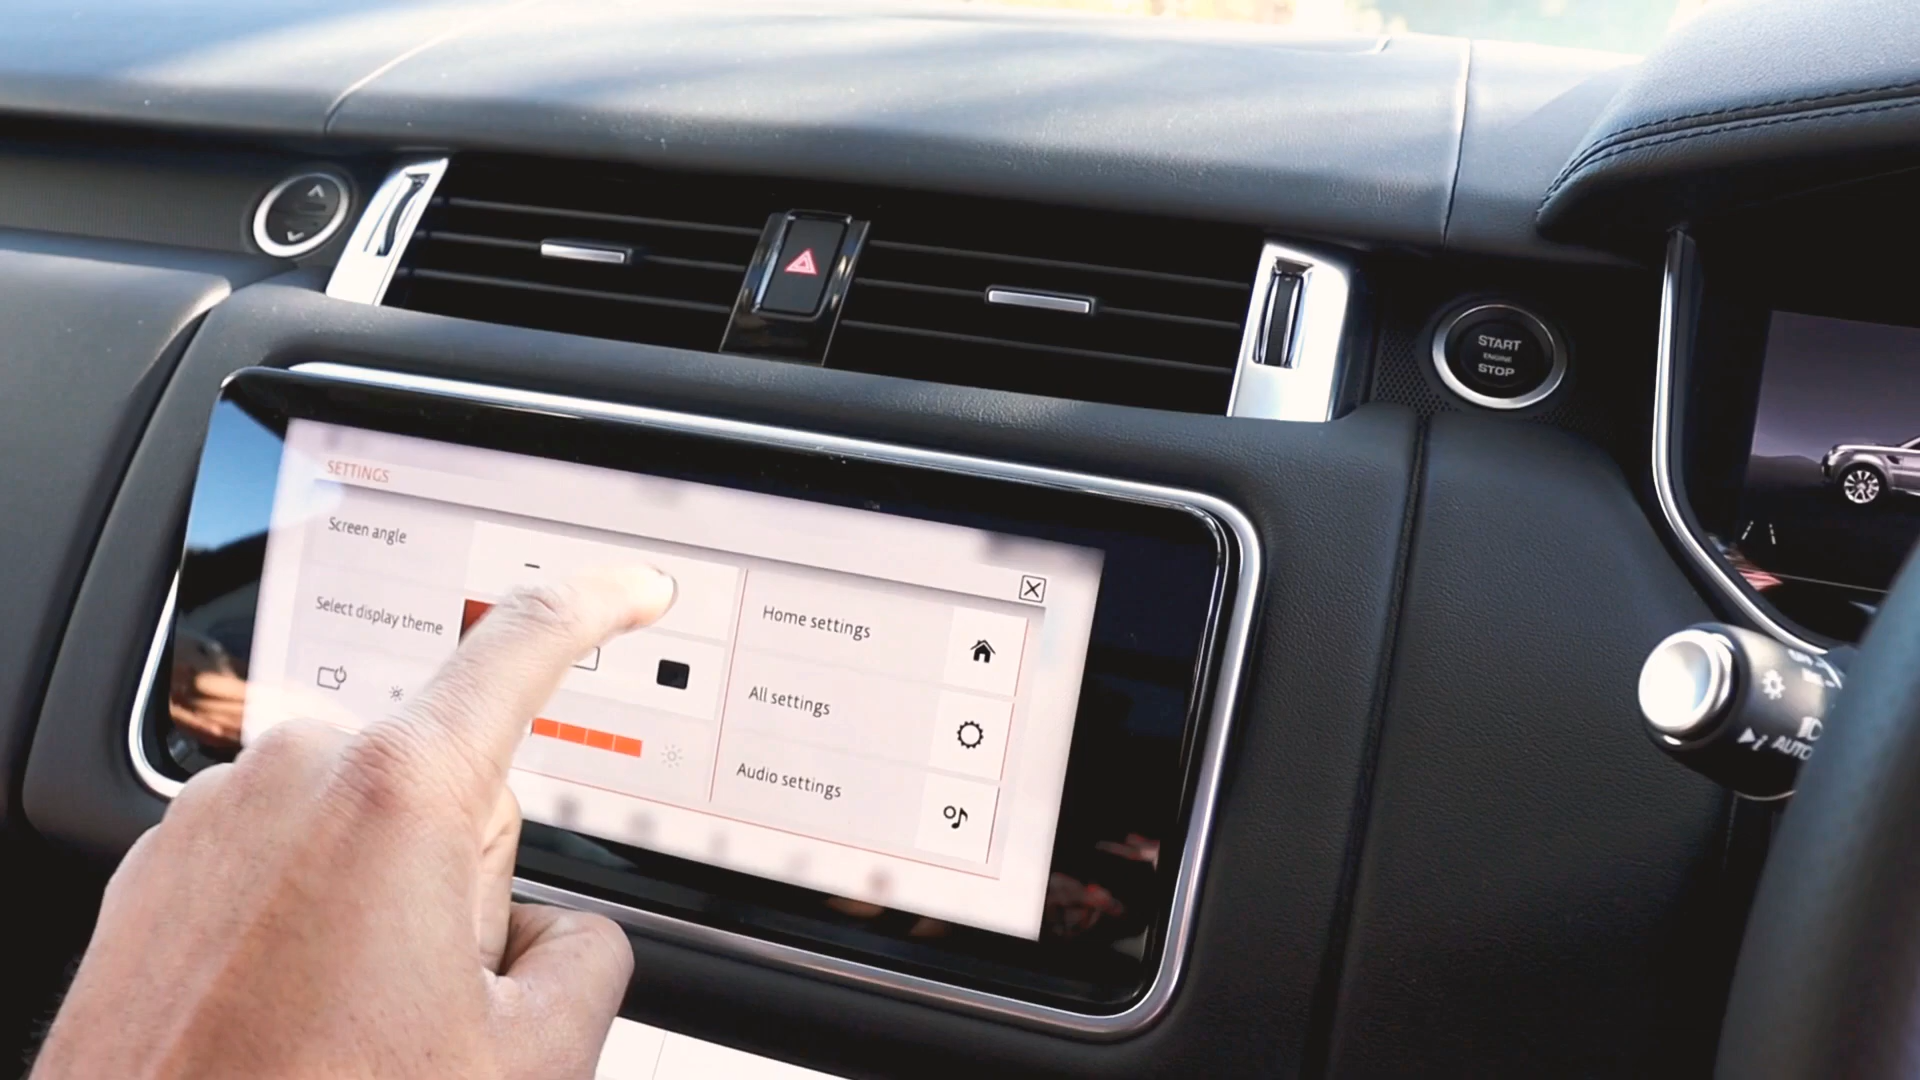 START
ENGINE
STOP
SETTINGS
Screen angle
Select display theme
Home settings
All settings
Audio settings
AUTO